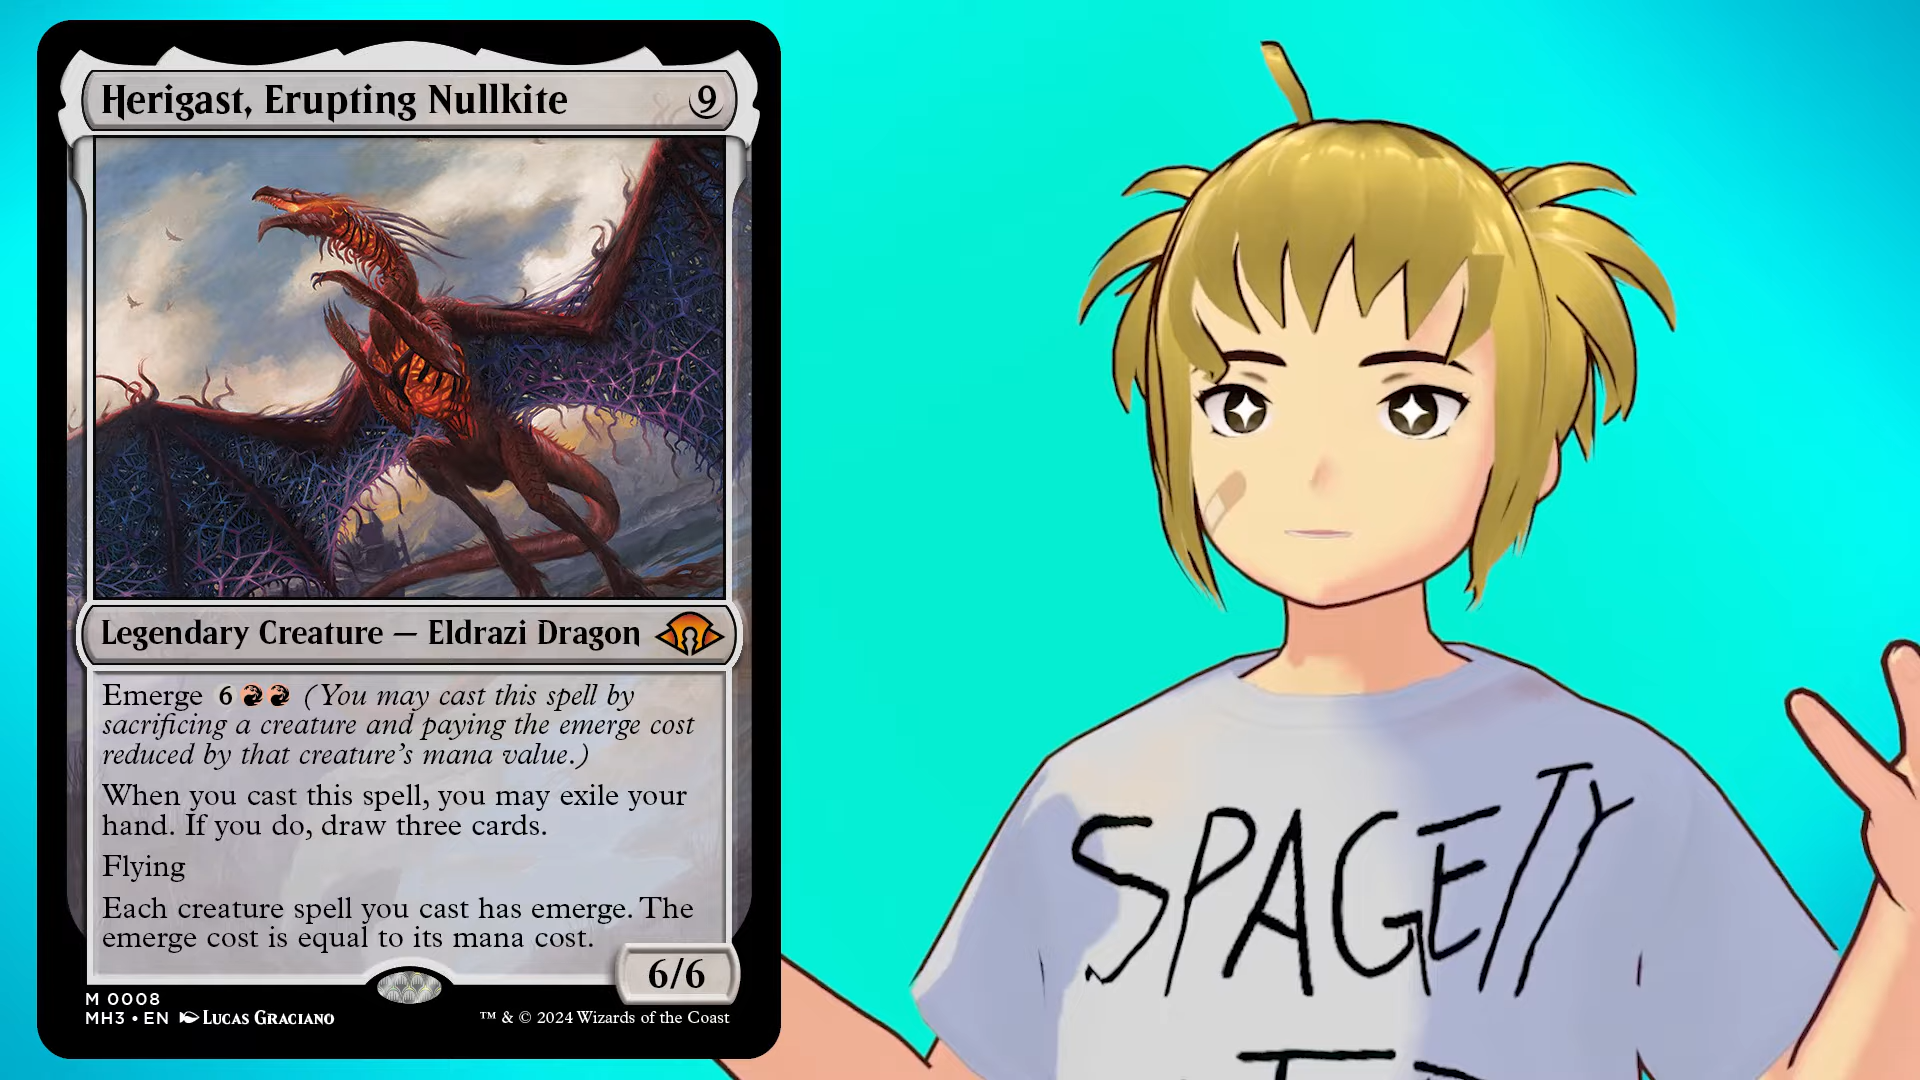 Herigast, Erupting Nullkite 9
Legendary Creature — Eldrazi Dragon
Emerge 6 (You may cast this spell by
sacrificing a creature and paying the emerge cost
reduced by that creature's mana value.)
When you cast this spell, you may exile your
hand. If you do, draw three cards.
Flying
Each creature spell you cast has emerge. The
emerge cost is equal to its mana cost.
6/6
M 0008
MH3 • EN Lucas Graciano
™ & © 2024 Wizards of the Coast
SPAGETTY